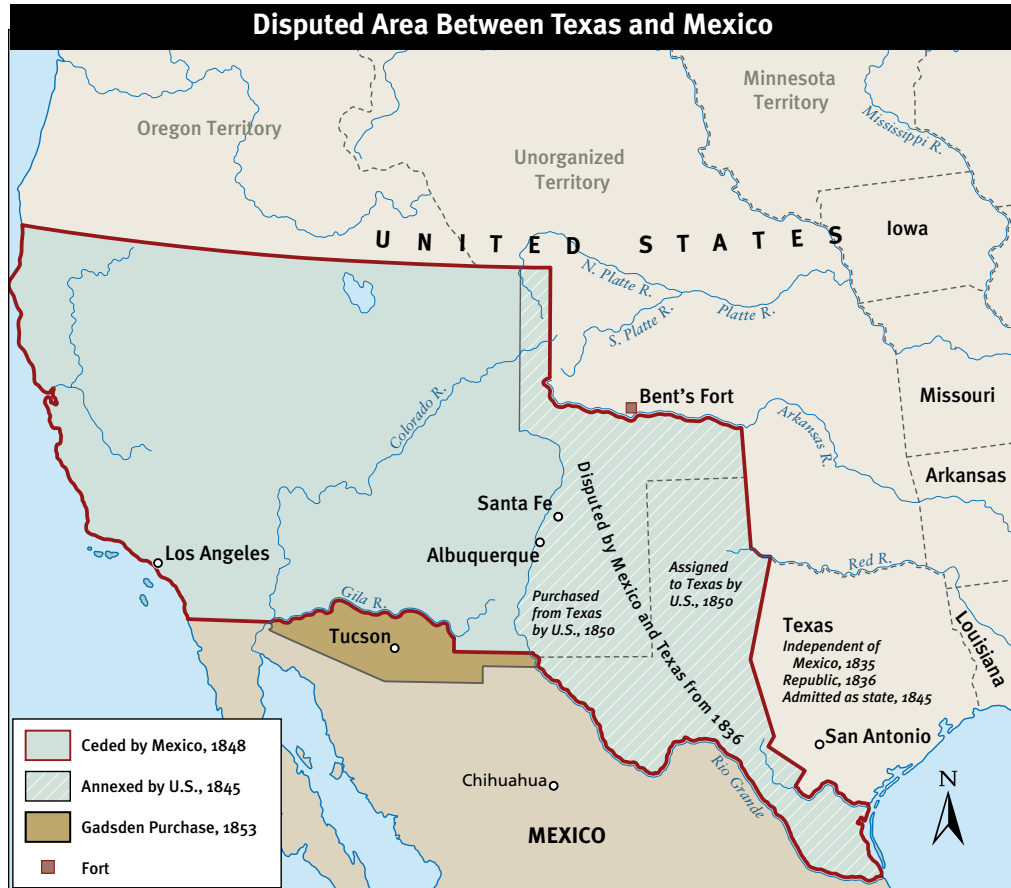 Disputed Area Between Texas and Mexico
Minnesota
Territory
Oregon Territory
Mississippi R.
Unorganized
Territory
Iowa
UNITED STATES
N. Platte R.
Platte R.
S. Platte R.
Bent's Fort
Missouri
Colorado R.
Arkansas R.
Arkansas
Santa Fe
Disputed by Mexico and Texas from 1836
Los Angeles
Albuquerque
Red R.
Assigned
to Texas by
U.S., 1850
Purchased
from Texas
by U.S., 1850
Gila R.
Tucson
Texas
Independent of
Mexico, 1835
Republic, 1836
Admitted as state, 1845
Louisiana
San Antonio
Rio Grande
Chihuahua
MEXICO
N
Ceded by Mexico, 1848
Annexed by U.S., 1845
Gadsden Purchase, 1853
Fort